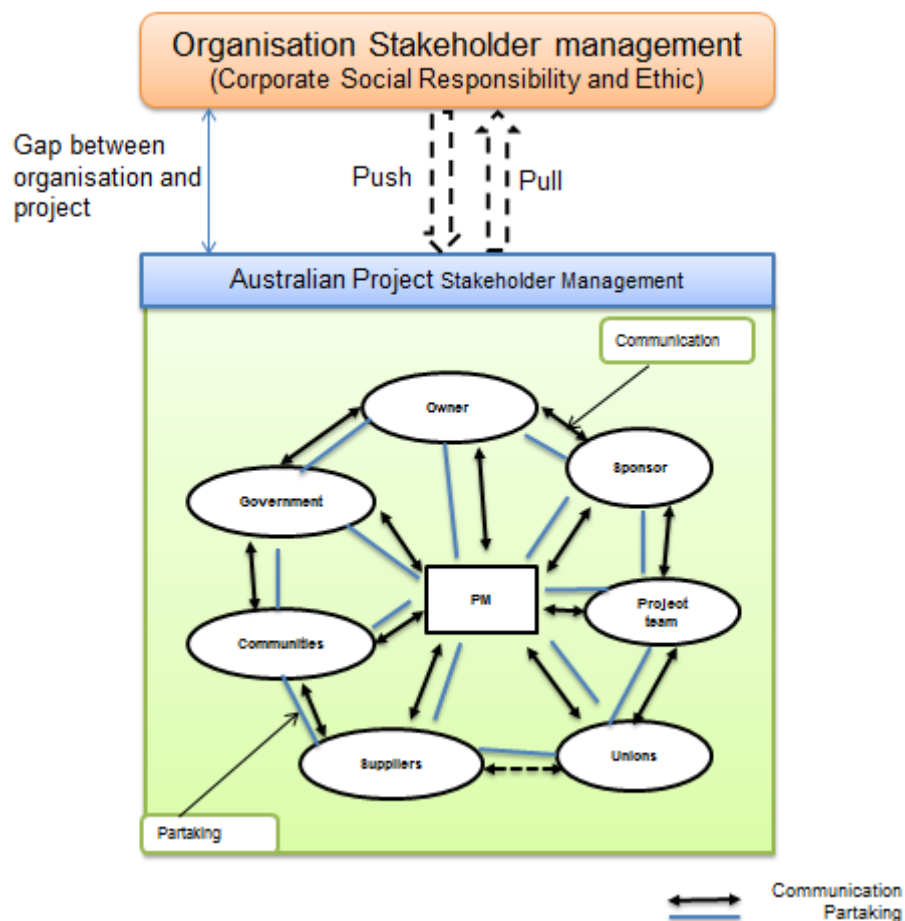 Organisation Stakeholder management
(Corporate Social Responsibility and Ethic)
Gap between
organisation and
project
Push
Pull
Australian Project Stakeholder Management
Communication
Owner
Sponsor
Government
PM
Project
team
Communities
Suppliers
Unions
Partaking
Communication
Partaking